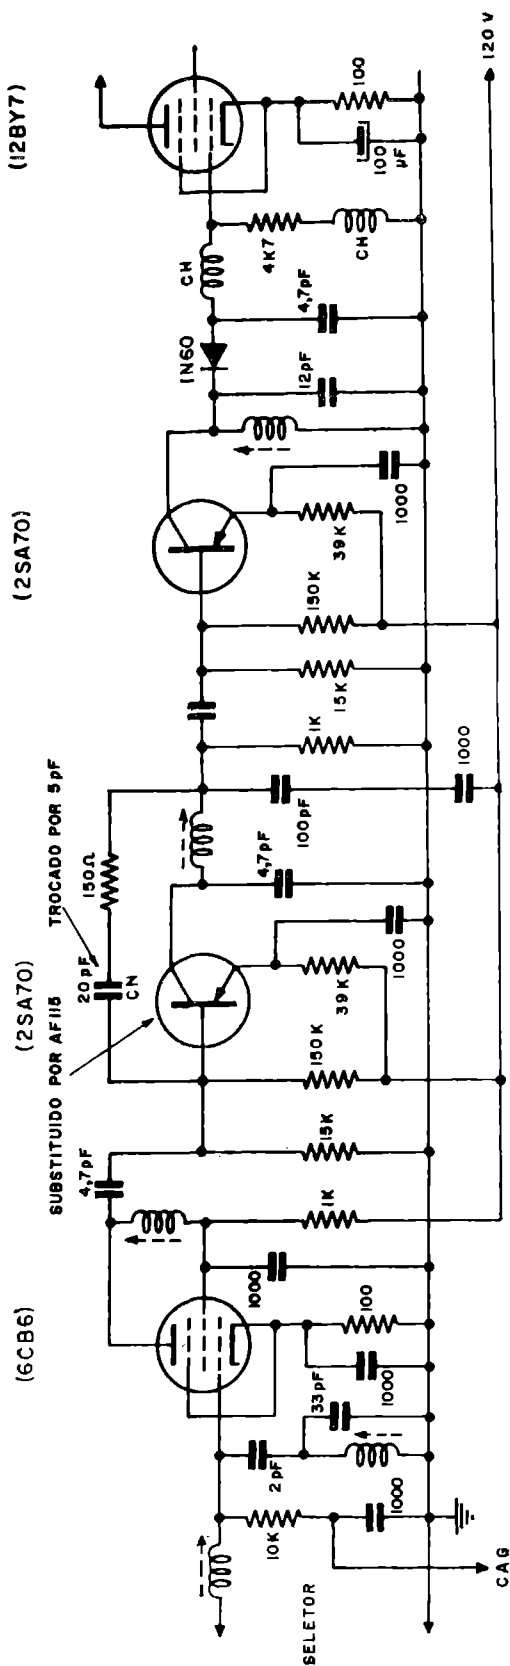 (6CB6)
(2SA70)
(2SA70)
(12BY7)
SUBSTITUIDO POR AF115
TROCADO POR 5pF
SELETOR
10K
1000
CAG
2pF
33pF
1000
100
1000
4,7pF
1K
15K
150K
20pF
CN
150Ω
39K
1000
4,7pF
100pF
1000
1K
15K
150K
39K
1000
12pF
1N60
4,7pF
CH
4K7
CH
100
μF
100
120V